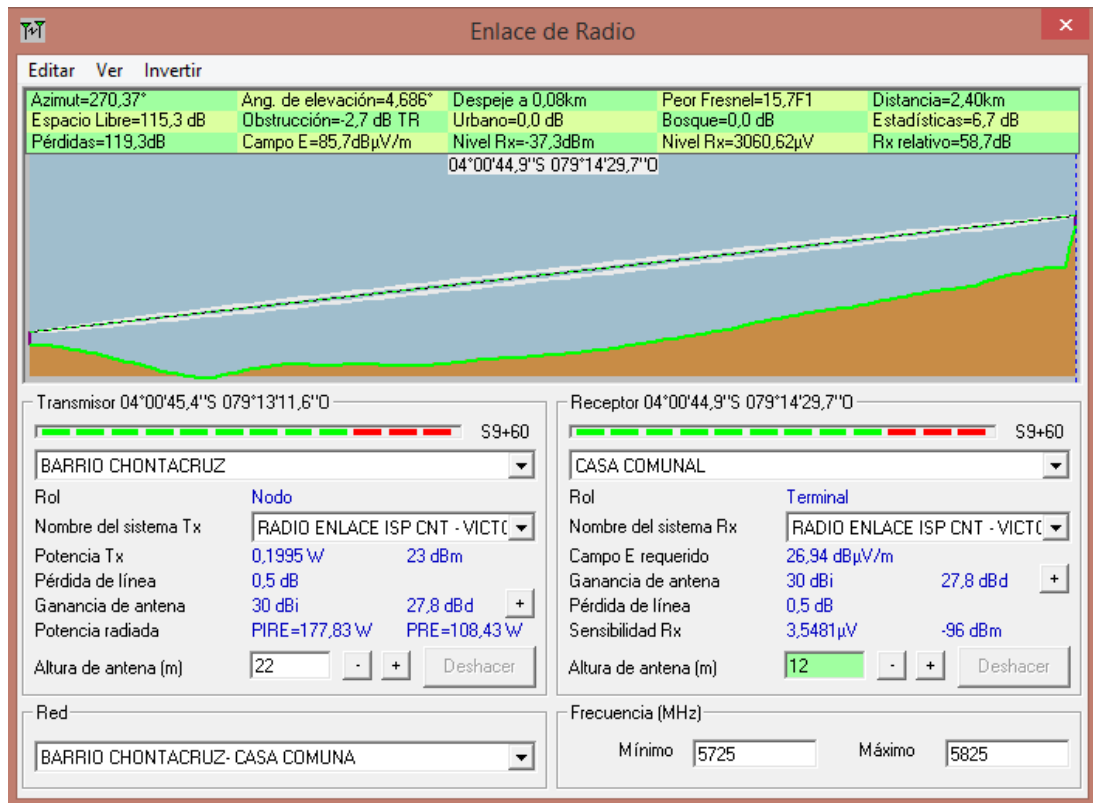 Enlace de Radio
Editar Ver Invertir
Azimut=270,37° Ang. de elevación=4,686° Despeje a 0,08km Peor Fresnel=15,7F1 Distancia=2,40km
Espacio Libre=115,3 dB Obstrucción=-2,7 dB TR Urbano=0,0 dB Bosque=0,0 dB Estadísticas=6,7 dB
Pérdidas=119,3dB Campo E=85,7dBµV/m Nivel Rx=-37,3dBm Nivel Rx=3060,62µV Rx relativo=58,7dB
04°00'44,9"S 079°14'29,7"O
Transmisor 04°00'45,4"S 079°13'11,6"O
S9+60
BARRIO CHONTACRUZ
Rol Nodo
Nombre del sistema Tx RADIO ENLACE ISP CNT - VICTO
Potencia Tx 0,1995 W 23 dBm
Pérdida de línea 0,5 dB
Ganancia de antena 30 dBi 27,8 dBd +
Potencia radiada PIRE=177,83 W PRE=108,43 W
Altura de antena (m) 22 - + Deshacer
Red
BARRIO CHONTACRUZ- CASA COMUNA
Receptor 04°00'44,9"S 079°14'29,7"O
S9+60
CASA COMUNAL
Rol Terminal
Nombre del sistema Rx RADIO ENLACE ISP CNT - VICTO
Campo E requerido 26,94 dBµV/m
Ganancia de antena 30 dBi 27,8 dBd +
Pérdida de línea 0,5 dB
Sensibilidad Rx 3,5481µV -96 dBm
Altura de antena (m) 12 - + Deshacer
Frecuencia (MHz)
Mínimo 5725 Máximo 5825